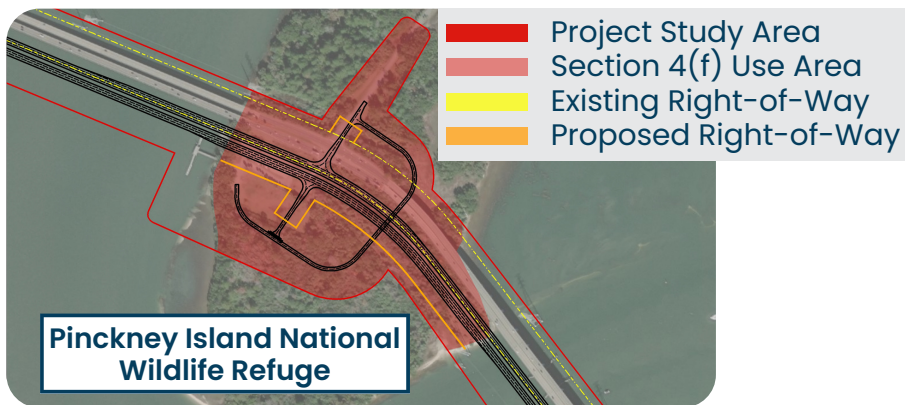 Project Study Area
Section 4(f) Use Area
Existing Right-of-Way
Proposed Right-of-Way
Pinckney Island National
Wildlife Refuge